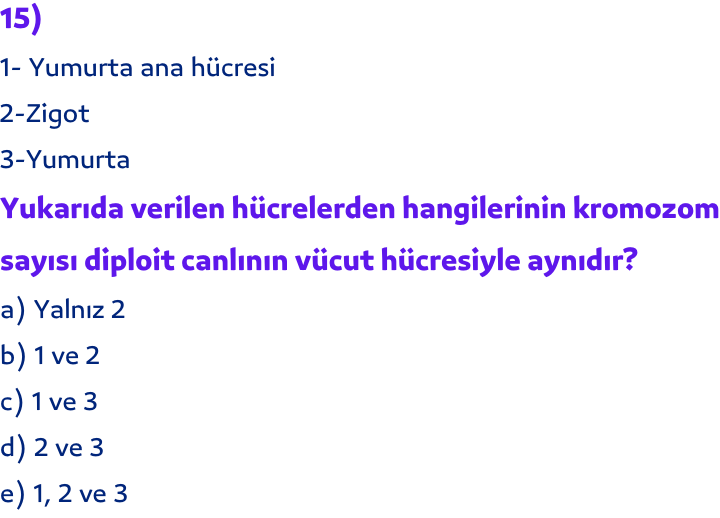 15)
1- Yumurta ana hücresi
2-Zigot
3-Yumurta
Yukarıda verilen hücrelerden hangilerinin kromozom
sayısı diploit canlının vücut hücresiyle aynıdır?
a) Yalnız 2
b) 1 ve 2
c) 1 ve 3
d) 2 ve 3
e) 1, 2 ve 3